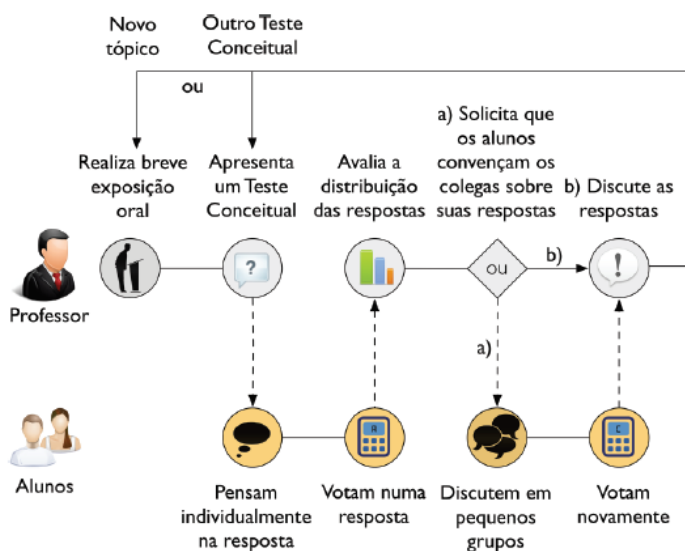 Novo
tópico
Outro Teste
Conceitual
ou
Realiza breve
exposição
oral
Apresenta
um Teste
Conceitual
Avalia a
distribuição
das respostas
a) Solicita que
os alunos
convençam os
colegas sobre
suas respostas
b) Discute as
respostas
?
ou
b)
!
Professor
a)
A
C
Alunos
Pensam
individualmente
na resposta
Votam numa
resposta
Discutem em
pequenos
grupos
Votam
novamente